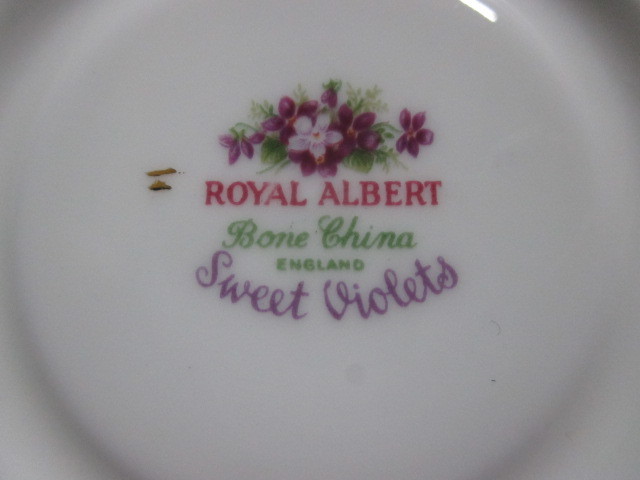 ROYAL ALBERT
Bone China
ENGLAND
Sweet Violets